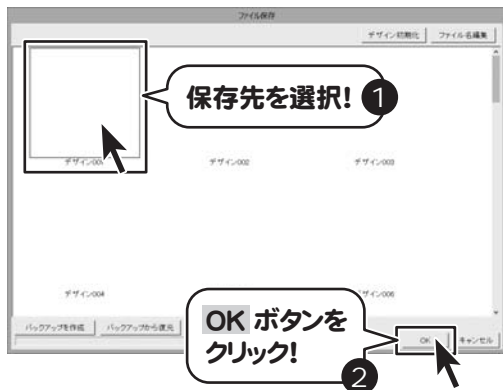 ファイル保存
デザイン初期化 ファイル名編集
保存先を選択! 1
デザイン001 デザイン002 デザイン003
デザイン004 デザイン006
バックアップを作成 バックアップから復元
OK ボタンを
クリック!
2
OK キャンセル